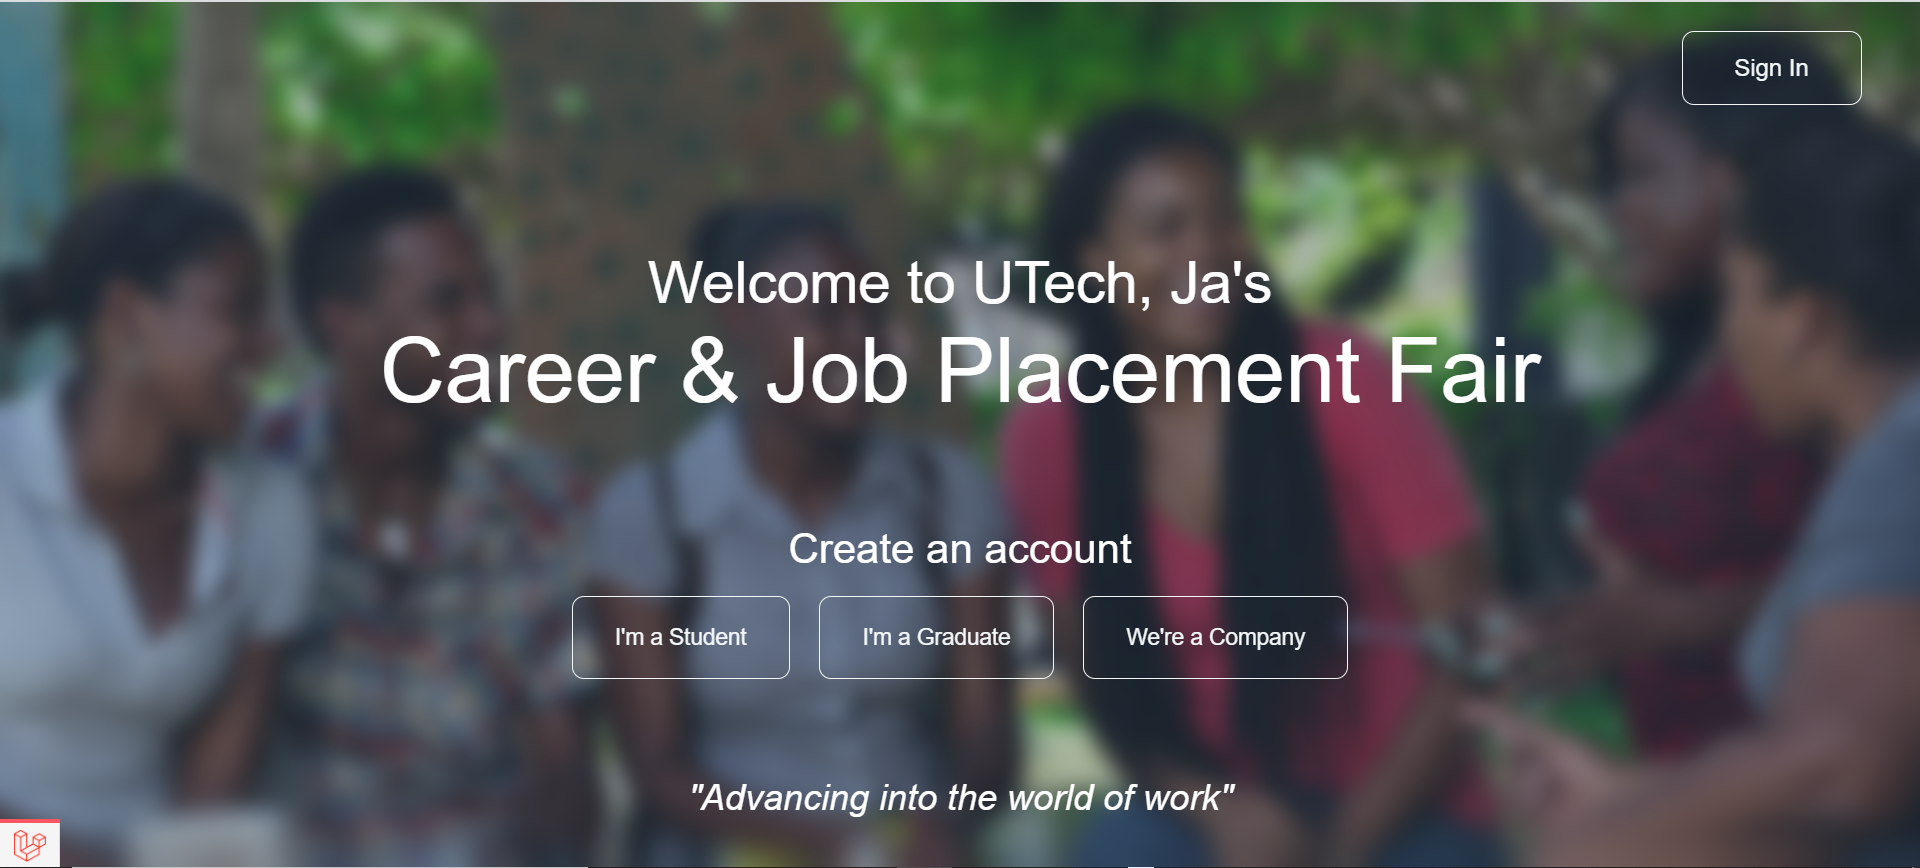 Sign In
Welcome to UTech, Ja's
Career & Job Placement Fair
Create an account
I'm a Student
I'm a Graduate
We're a Company
"Advancing into the world of work"